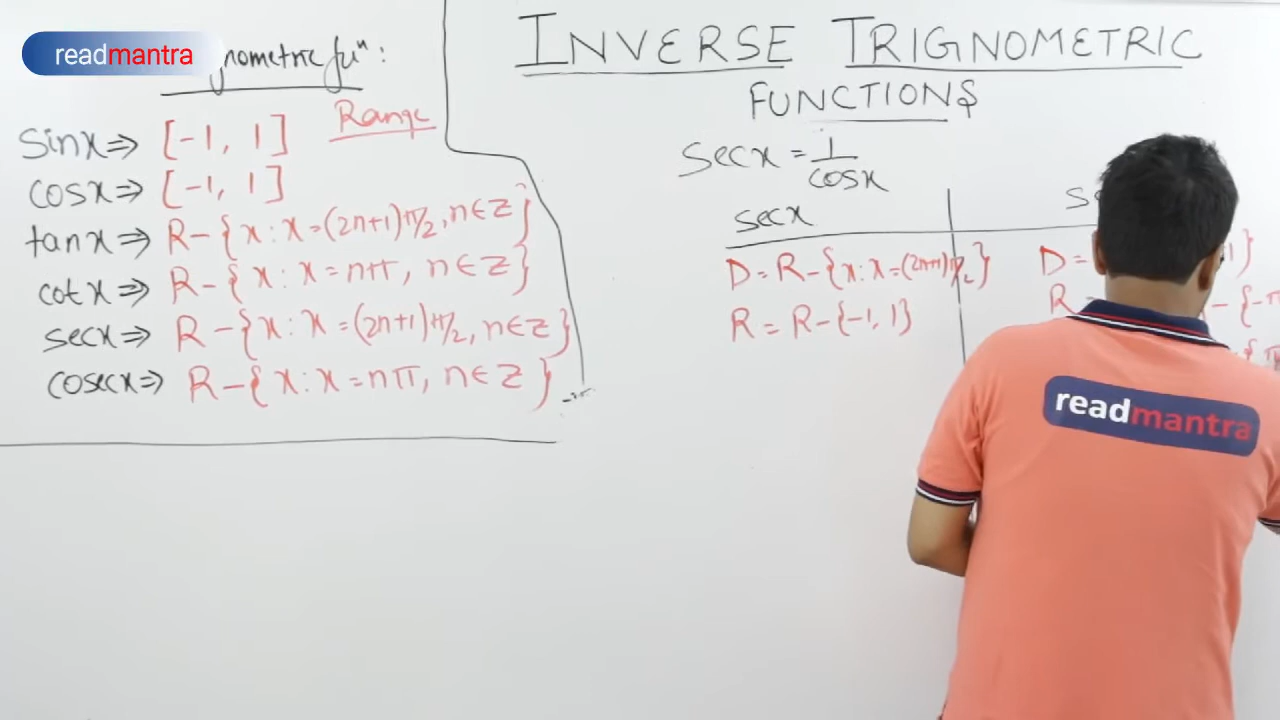 readmantra
gnometric fuⁿ:
Range
Sinx ⇒ [-1, 1]
cosx ⇒ [-1, 1]
tanx ⇒ R-{x:x=(2n+1)π/2, n∈Z}
cotx ⇒ R-{x:x=nπ, n∈Z}
secx ⇒ R-{x:x=(2n+1)π/2, n∈Z}
cosecx ⇒ R-{x:x=nπ, n∈Z}
INVERSE TRIGNOMETRIC
FUNCTIONS
Secx = 1/cosx
secx
D=R-{x:x=(2n+1)π/2}
R=R-{-1, 1}
D=
R
readmantra